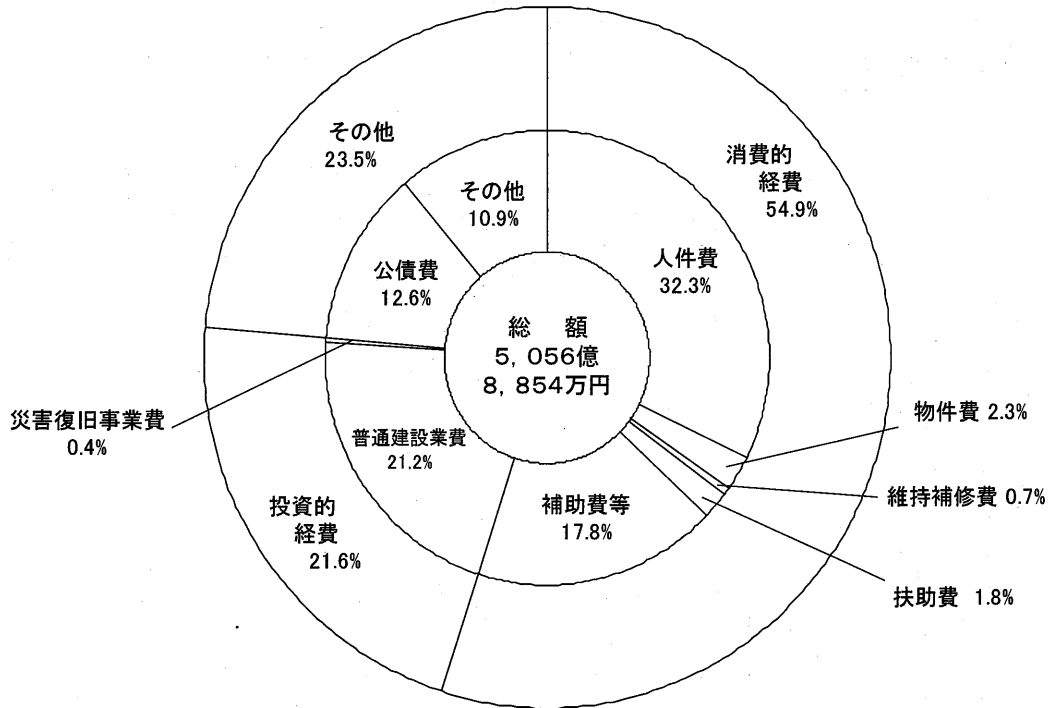 その他
23.5%
消費的
経費
54.9%
その他
10.9%
人件費
32.3%
公債費
12.6%
総 額
5,056億
8,854万円
物件費 2.3%
災害復旧事業費
0.4%
普通建設業費
21.2%
維持補修費 0.7%
補助費等
17.8%
投資的
経費
21.6%
扶助費 1.8%